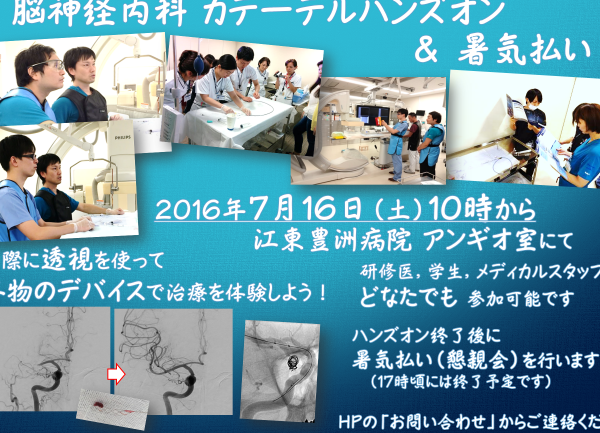 脳神経内科 カテーテルハンズオン
& 暑気払い
PHILIPS
2016年7月16日(土)10時から
江東豊洲病院 アンギオ室にて
際に透視を使って
物のデバイスで治療を体験しよう!
研修医, 学生, メディカルスタッフ
どなたでも 参加可能です
ハンズオン終了後に
暑気払い(懇親会)を行います
(17時頃には終了予定です)
HPの「お問い合わせ」からご連絡くだ